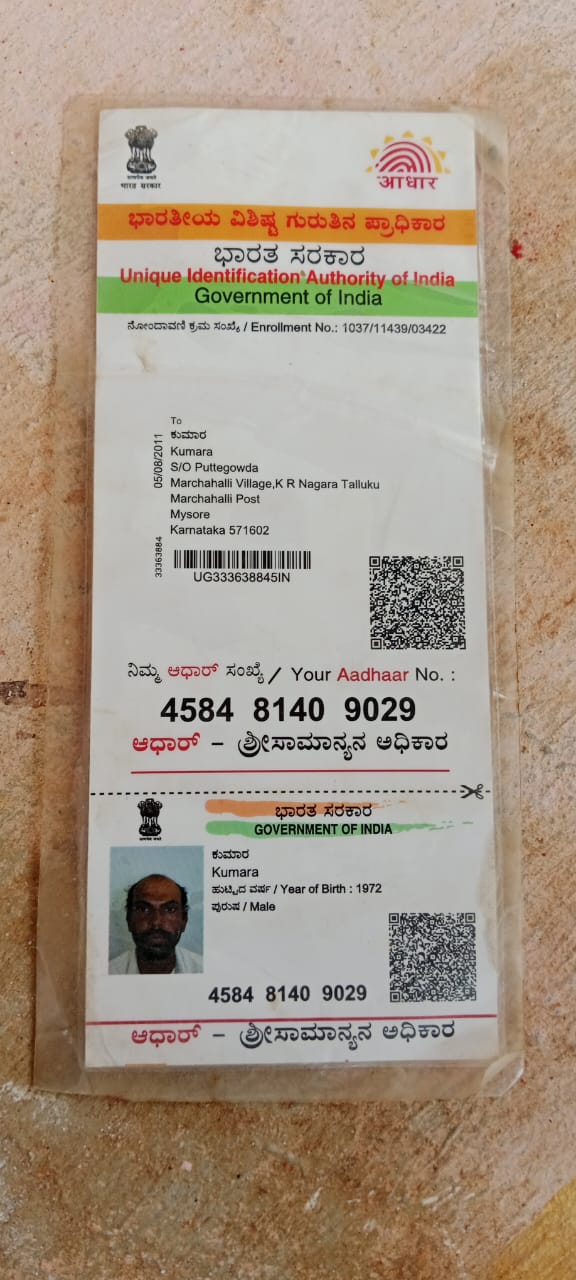 भारत सरकार
आधार
ಭಾರತೀಯ ವಿಶಿಷ್ಟ ಗುರುತಿನ ಪ್ರಾಧಿಕಾರ
ಭಾರತ ಸರಕಾರ
Unique Identification Authority of India
Government of India
ನೋಂದಾವಣಿ ಕ್ರಮ ಸಂಖ್ಯೆ / Enrollment No.: 1037/11439/03422
To
ಕುಮಾರ
Kumara
S/O Puttegowda
Marchahalli Village,K R Nagara Talluku
Marchahalli Post
Mysore
Karnataka 571602
05/08/2011
33363884
UG333638845IN
ನಿಮ್ಮ ಆಧಾರ್ ಸಂಖ್ಯೆ / Your Aadhaar No. :
4584 8140 9029
ಆಧಾರ್ – ಶ್ರೀಸಾಮಾನ್ಯನ ಅಧಿಕಾರ
ಭಾರತ ಸರಕಾರ
GOVERNMENT OF INDIA
ಕುಮಾರ
Kumara
ಹುಟ್ಟಿದ ವರ್ಷ / Year of Birth : 1972
ಪುರುಷ / Male
4584 8140 9029
ಆಧಾರ್ – ಶ್ರೀಸಾಮಾನ್ಯನ ಅಧಿಕಾರ